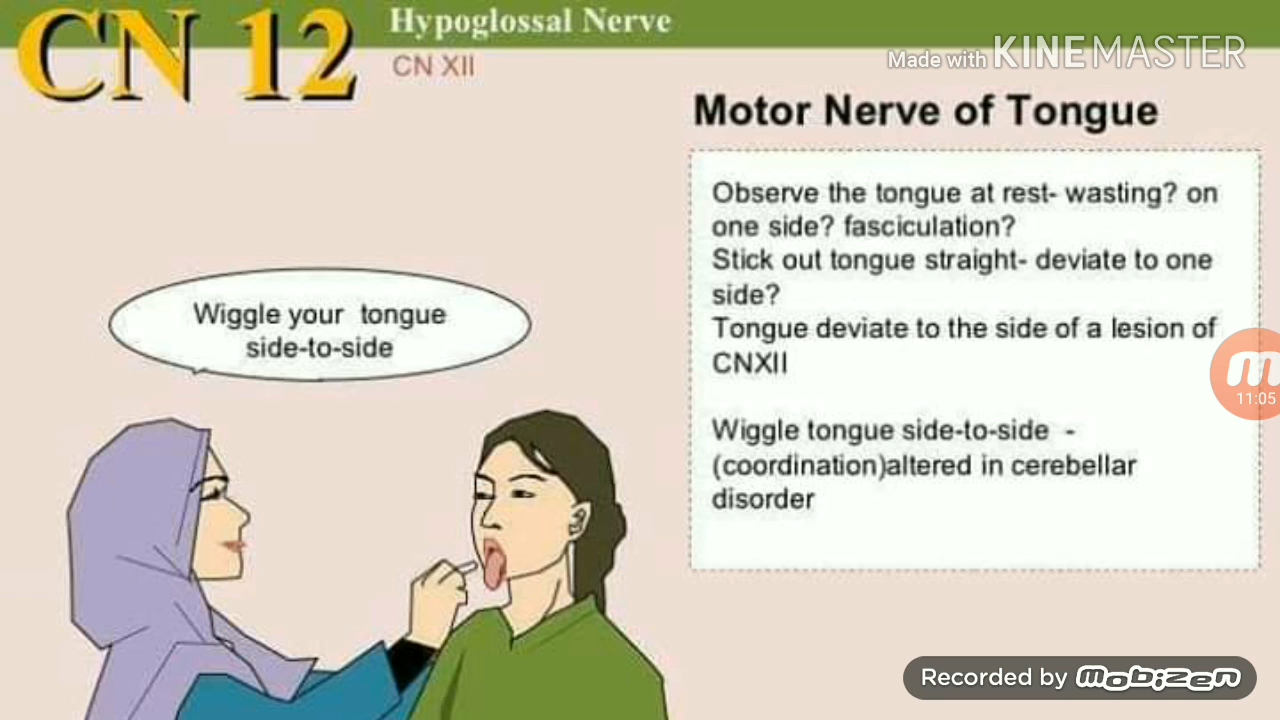 CN 12
Hypoglossal Nerve
CN XII
Made with KINEMASTER
Motor Nerve of Tongue
Observe the tongue at rest- wasting? on
one side? fasciculation?
Stick out tongue straight- deviate to one
side?
Tongue deviate to the side of a lesion of
CNXII
Wiggle tongue side-to-side -
(coordination)altered in cerebellar
disorder
Wiggle your tongue
side-to-side
11:05
Recorded by Mobizen